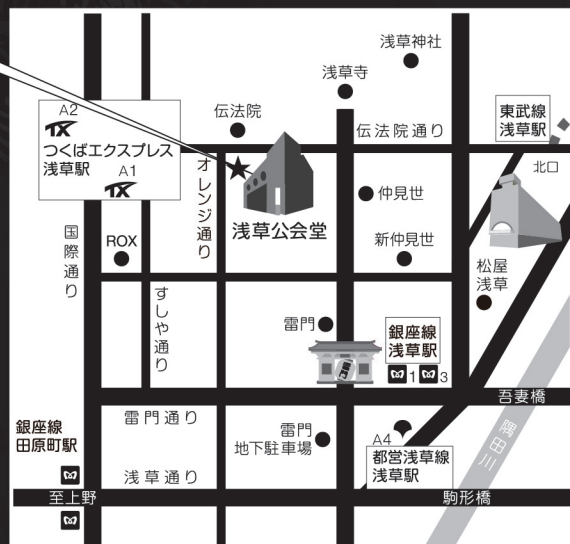 浅草神社
浅草寺
伝法院
伝法院通り
東武線
浅草駅
北口
A2
TX
つくばエクスプレス
浅草駅
A1
TX
オレンジ通り
浅草公会堂
仲見世
新仲見世
国際通り
ROX
すしや通り
松屋
浅草
雷門
銀座線
浅草駅
1
3
吾妻橋
雷門通り
銀座線
田原町駅
雷門
地下駐車場
A4
都営浅草線
浅草駅
隅田川
浅草通り
至上野
駒形橋